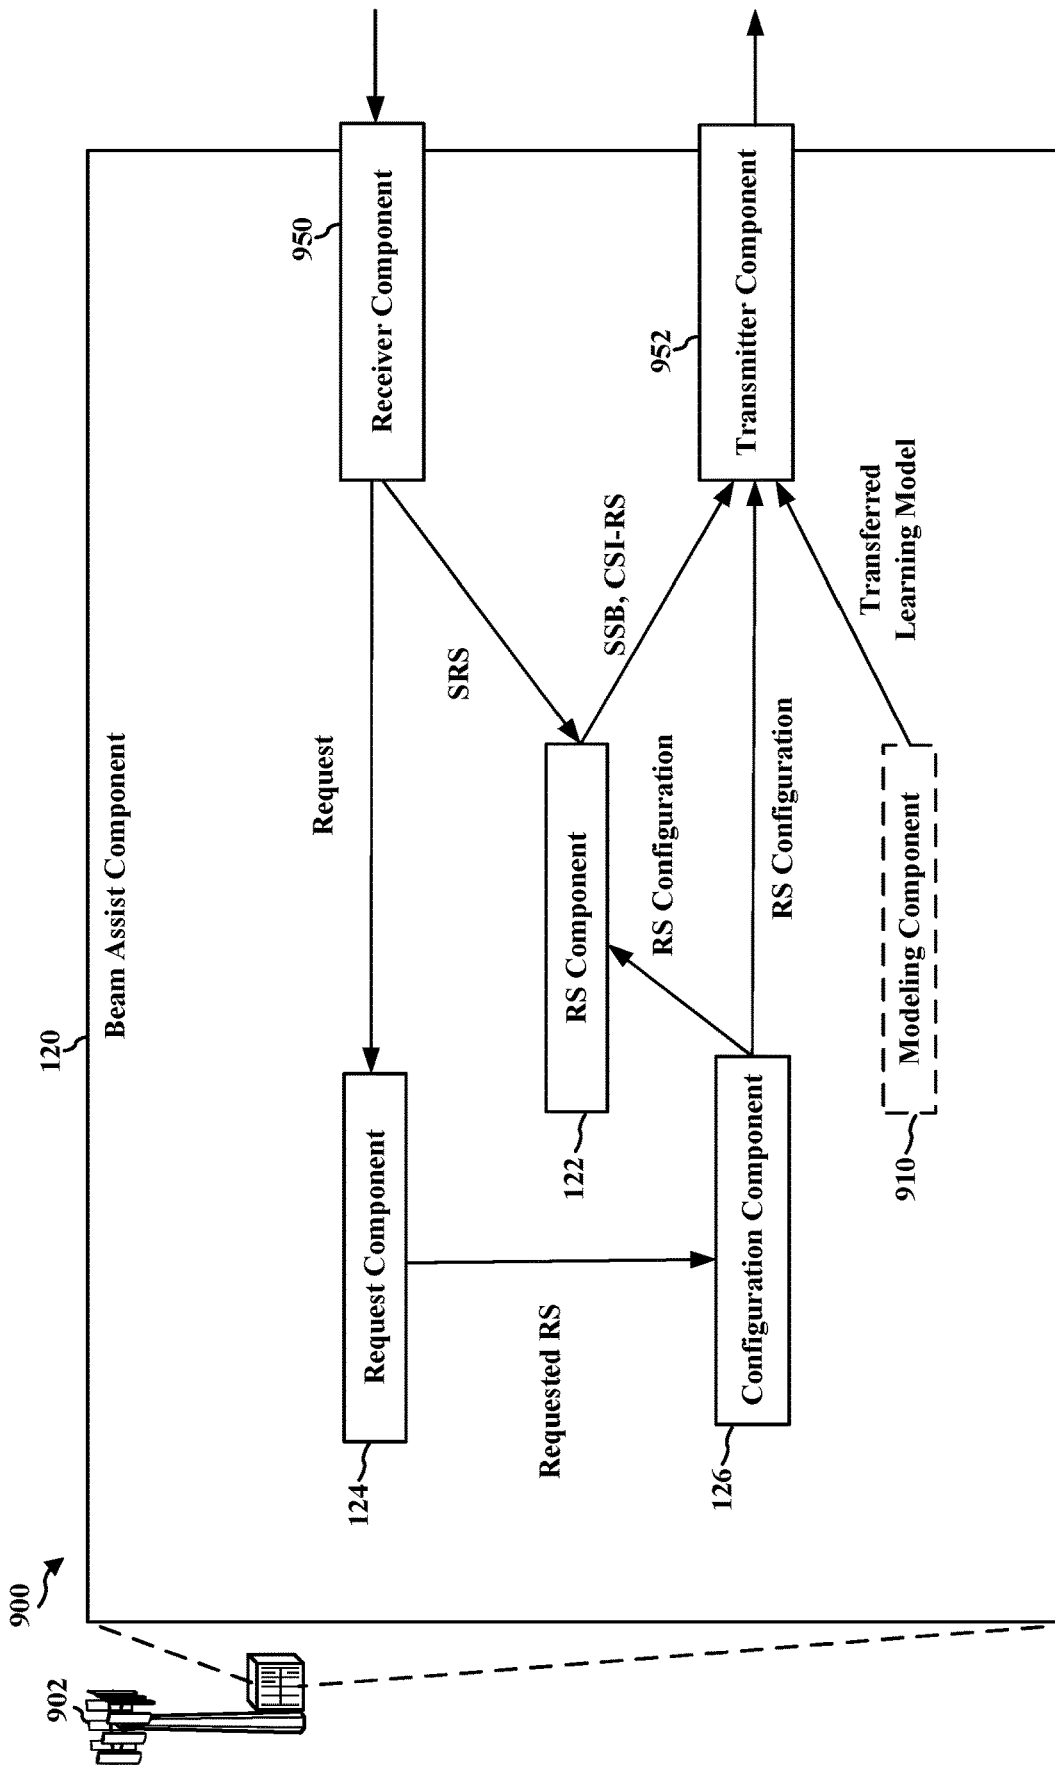 900
902
120
Beam Assist Component
124
Request Component
Request
950
Receiver Component
SRS
Requested RS
122
RS Component
SSB, CSI-RS
RS Configuration
952
Transmitter Component
126
Configuration Component
RS Configuration
910
Modeling Component
Transferred
Learning Model